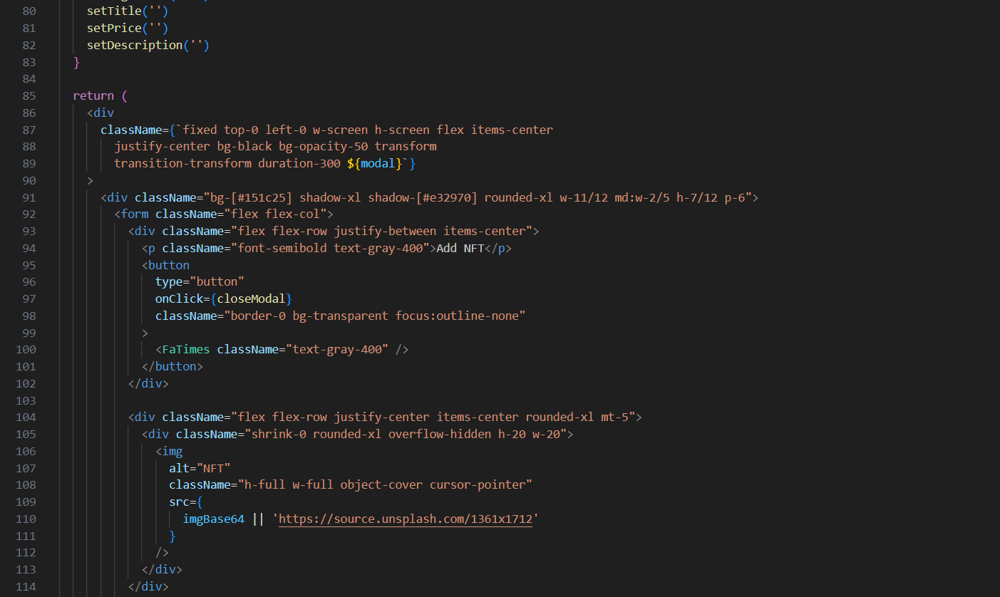 80 setTitle('')
81 setPrice('')
82 setDescription('')
83 }
84
85 return (
86 <div
87 className={`fixed top-0 left-0 w-screen h-screen flex items-center
88 justify-center bg-black bg-opacity-50 transform
89 transition-transform duration-300 ${modal}`}
90 >
91 <div className="bg-[#151c25] shadow-xl shadow-[#e32970] rounded-xl w-11/12 md:w-2/5 h-7/12 p-6">
92 <form className="flex flex-col">
93 <div className="flex flex-row justify-between items-center">
94 <p className="font-semibold text-gray-400">Add NFT</p>
95 <button
96 type="button"
97 onClick={closeModal}
98 className="border-0 bg-transparent focus:outline-none"
99 >
100 <FaTimes className="text-gray-400" />
101 </button>
102 </div>
103
104 <div className="flex flex-row justify-center items-center rounded-xl mt-5">
105 <div className="shrink-0 rounded-xl overflow-hidden h-20 w-20">
106 <img
107 alt="NFT"
108 className="h-full w-full object-cover cursor-pointer"
109 src={
110 imgBase64 || 'https://source.unsplash.com/1361x1712'
111 }
112 />
113 </div>
114 </div>